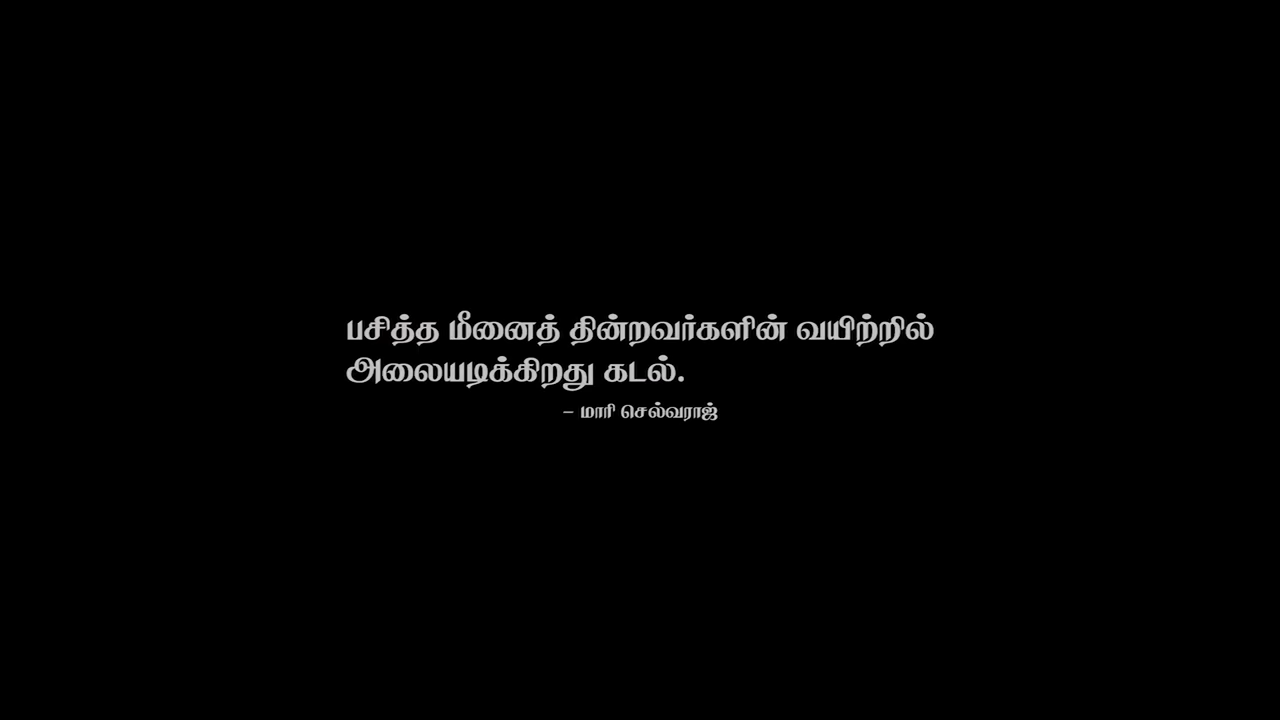 பசித்த மீனைத் தின்றவர்களின் வயிற்றில்
அலையடிக்கிறது கடல்.
– மாரி செல்வராஜ்